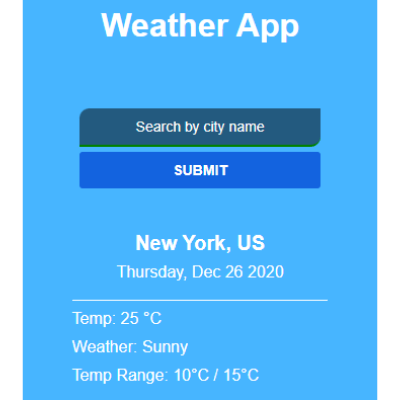 Weather App
Search by city name
SUBMIT
New York, US
Thursday, Dec 26 2020
Temp: 25 °C
Weather: Sunny
Temp Range: 10°C / 15°C